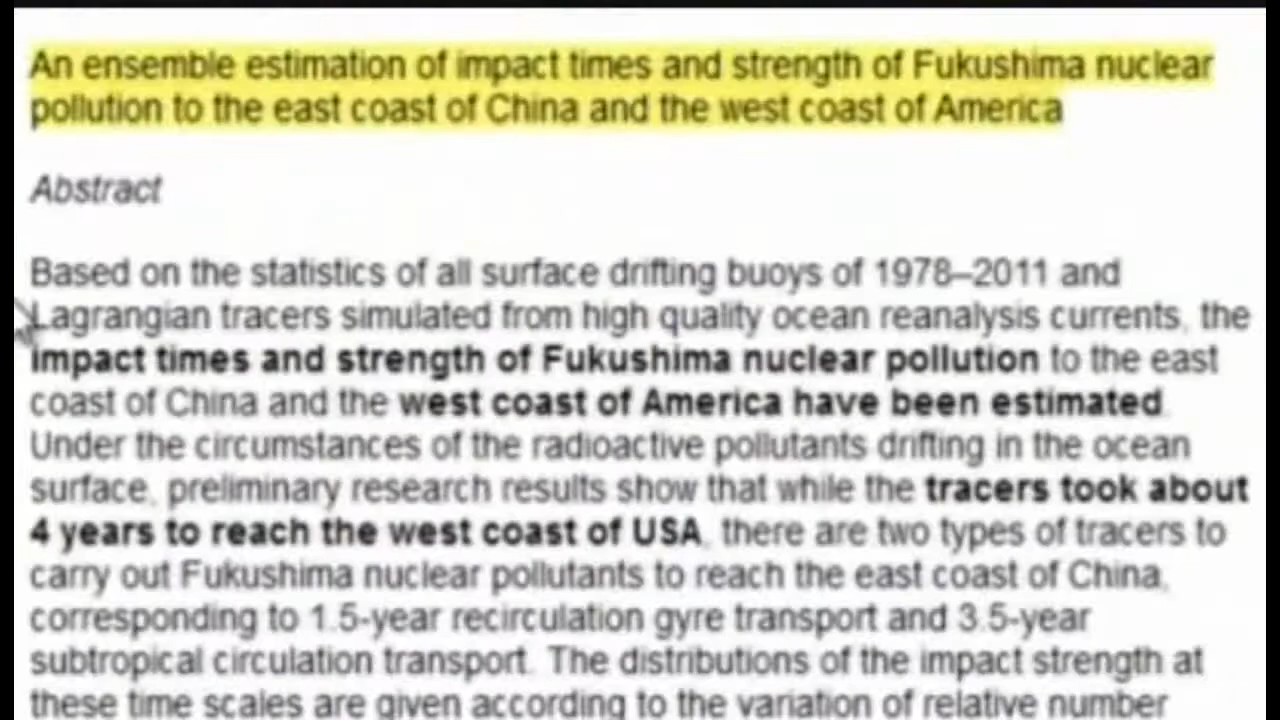 An ensemble estimation of impact times and strength of Fukushima nuclear
pollution to the east coast of China and the west coast of America
Abstract
Based on the statistics of all surface drifting buoys of 1978–2011 and
Lagrangian tracers simulated from high quality ocean reanalysis currents, the
impact times and strength of Fukushima nuclear pollution to the east
coast of China and the west coast of America have been estimated.
Under the circumstances of the radioactive pollutants drifting in the ocean
surface, preliminary research results show that while the tracers took about
4 years to reach the west coast of USA, there are two types of tracers to
carry out Fukushima nuclear pollutants to reach the east coast of China,
corresponding to 1.5-year recirculation gyre transport and 3.5-year
subtropical circulation transport. The distributions of the impact strength at
these time scales are given according to the variation of relative number